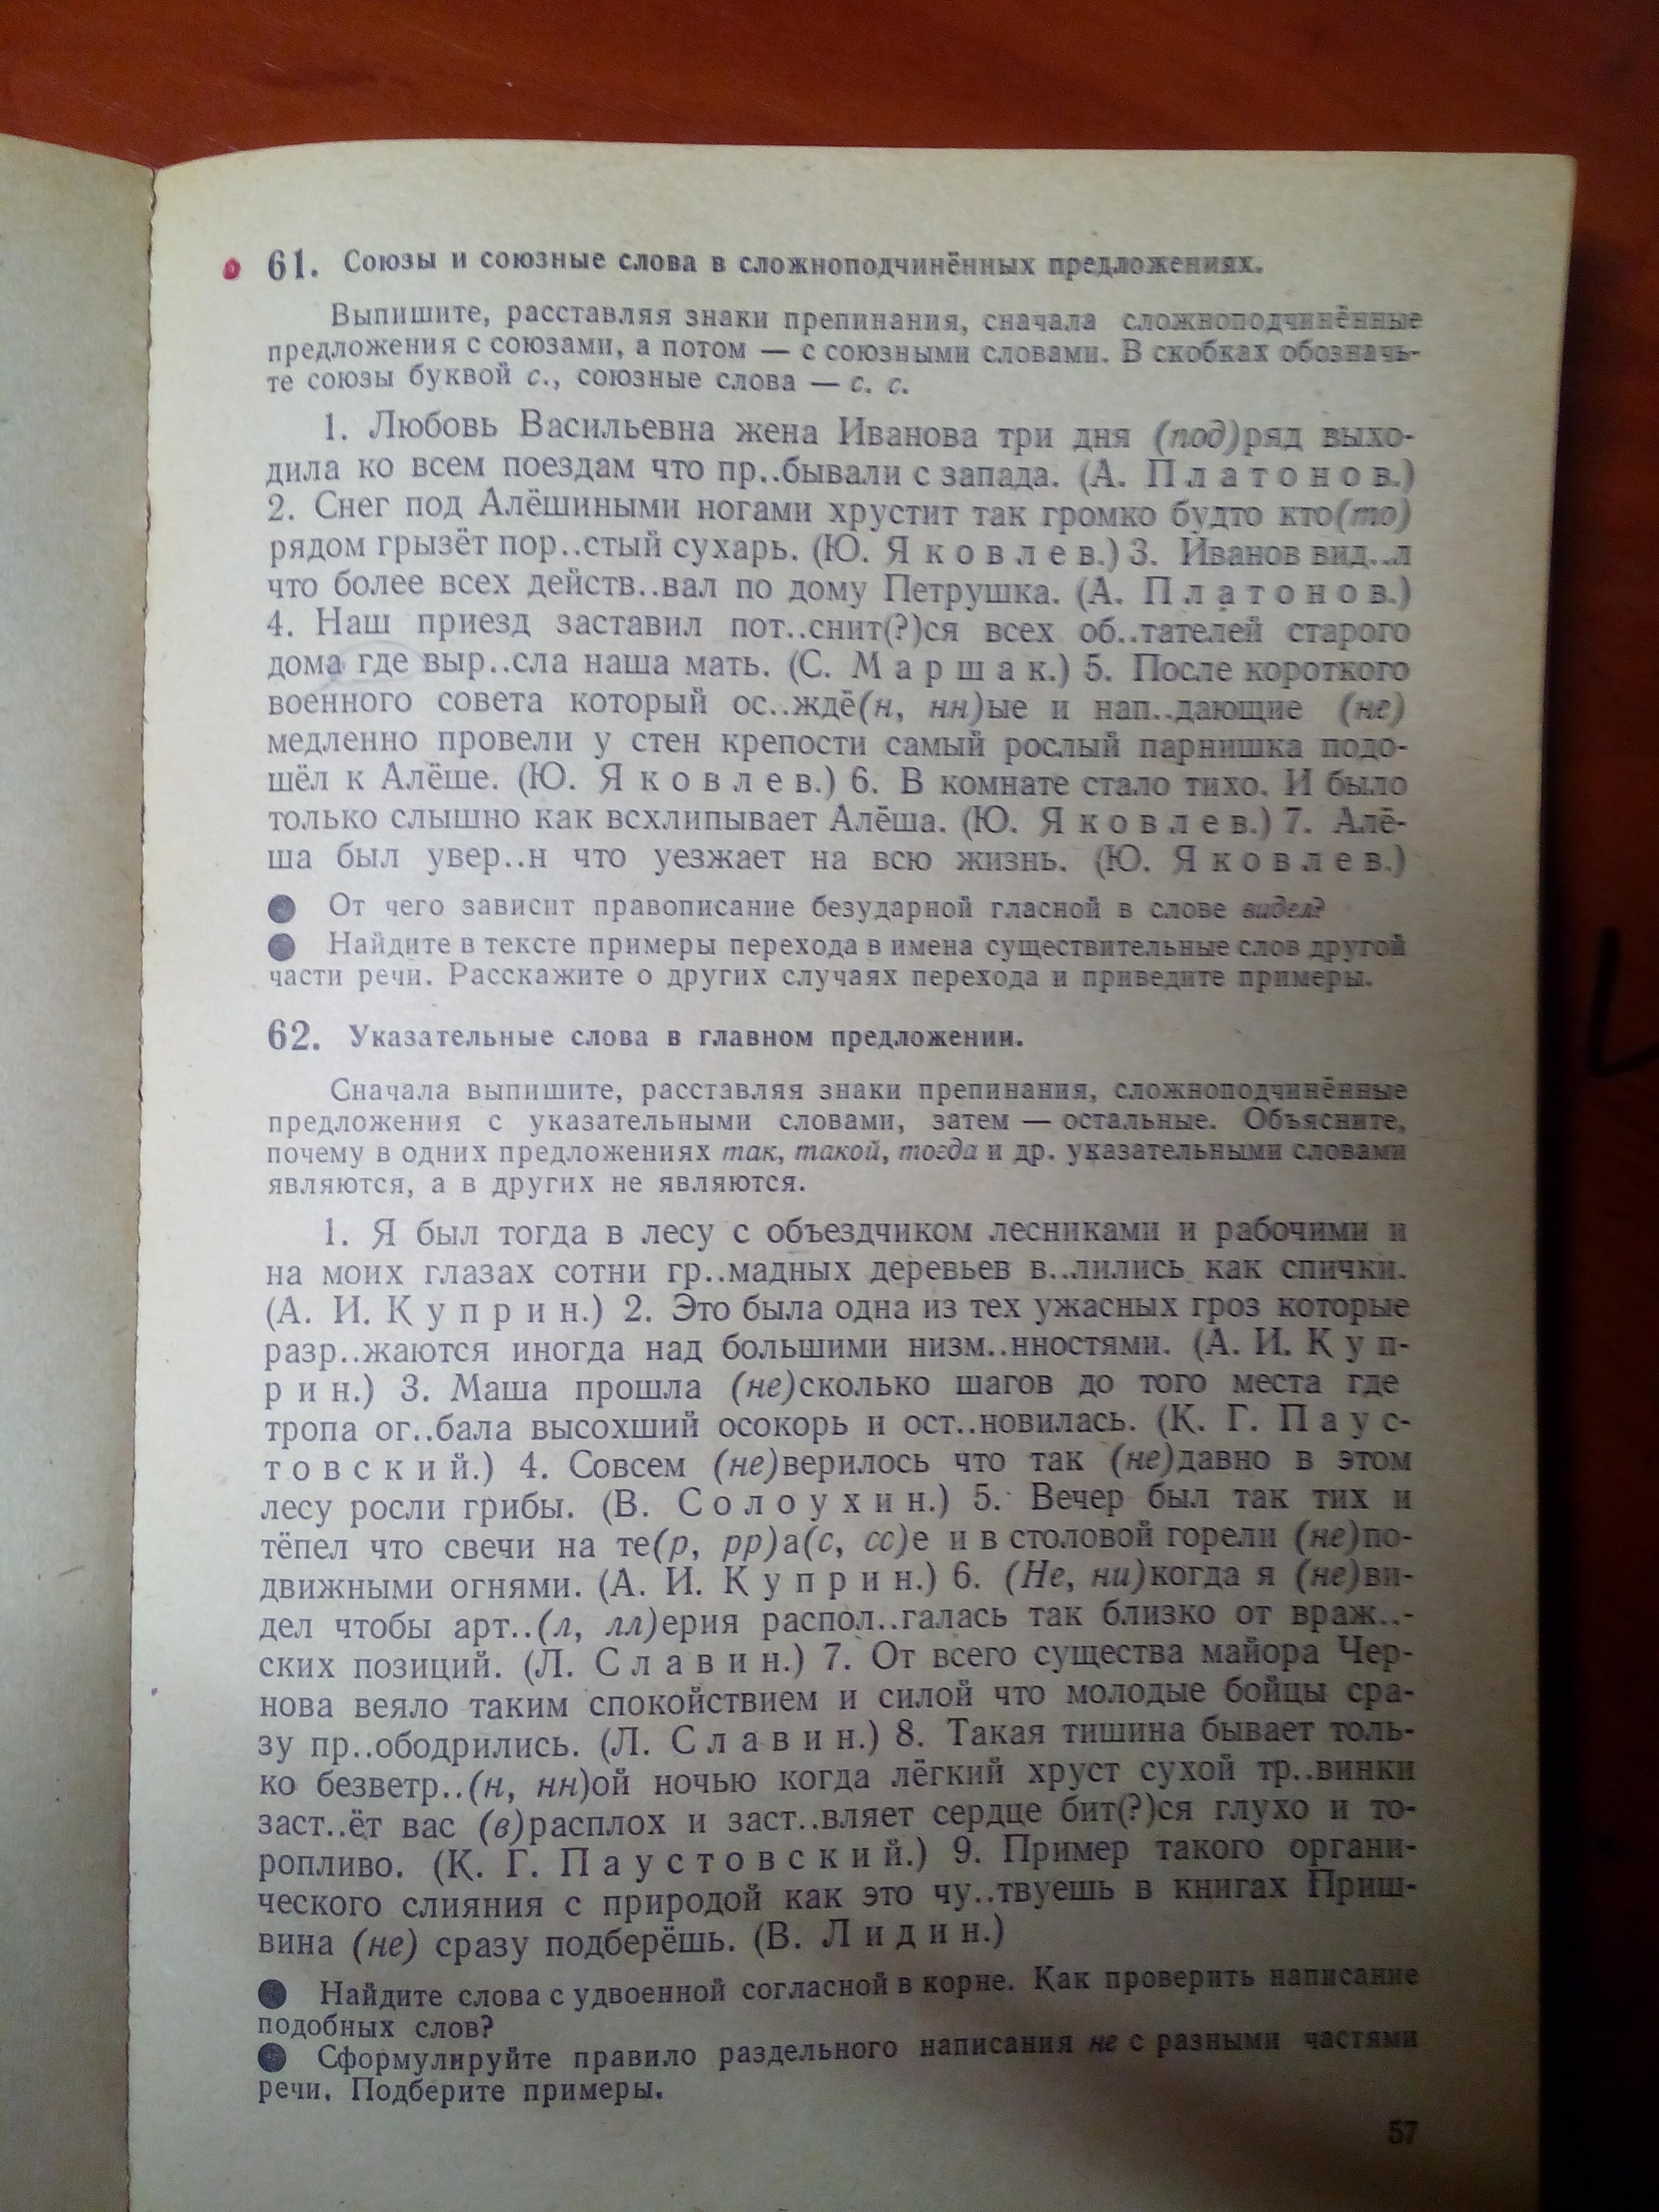 61. Союзы и союзные слова в сложноподчинённых предложениях.
Выпишите, расставляя знаки препинания, сначала сложноподчинённые
предложения с союзами, а потом — с союзными словами. В скобках обозначь-
те союзы буквой с., союзные слова — с. с.
1. Любовь Васильевна жена Иванова три дня (под)ряд выхо-
дила ко всем поездам что пр..бывали с запада. (А. Платонов.)
2. Снег под Алёшиными ногами хрустит так громко будто кто(то)
рядом грызёт пор..стый сухарь. (Ю. Яковлев.) 3. Иванов вид..л
что более всех действ..вал по дому Петрушка. (А. Платонов.)
4. Наш приезд заставил пот..снит(?)ся всех об..тателей старого
дома где выр..сла наша мать. (С. Маршак.) 5. После короткого
военного совета который ос..ждё(н, нн)ые и нап..дающие (не)
медленно провели у стен крепости самый рослый парнишка подо-
шёл к Алёше. (Ю. Яковлев.) 6. В комнате стало тихо. И было
только слышно как всхлипывает Алёша. (Ю. Яковлев.) 7. Алё-
ша был увер..н что уезжает на всю жизнь. (Ю. Яковлев.)
● От чего зависит правописание безударной гласной в слове видел?
● Найдите в тексте примеры перехода в имена существительные слов другой
части речи. Расскажите о других случаях перехода и приведите примеры.
62. Указательные слова в главном предложении.
Сначала выпишите, расставляя знаки препинания, сложноподчинённые
предложения с указательными словами, затем — остальные. Объясните,
почему в одних предложениях так, такой, тогда и др. указательными словами
являются, а в других не являются.
1. Я был тогда в лесу с объездчиком лесниками и рабочими и
на моих глазах сотни гр..мадных деревьев в..лились как спички.
(А. И. Куприн.) 2. Это была одна из тех ужасных гроз которые
разр..жаются иногда над большими низм..нностями. (А. И. Куп-
рин.) 3. Маша прошла (не)сколько шагов до того места где
тропа ог..бала высохший осокорь и ост..новилась. (К. Г. Паус-
товский.) 4. Совсем (не)верилось что так (не)давно в этом
лесу росли грибы. (В. Солоухин.) 5. Вечер был так тих и
тёпел что свечи на те(р, рр)а(с, сс)е и в столовой горели (не)по-
движными огнями. (А. И. Куприн.) 6. (Не, ни)когда я (не)ви-
дел чтобы арт..(л, лл)ерия распол..галась так близко от враж..-
ских позиций. (Л. Славин.) 7. От всего существа майора Чер-
нова веяло таким спокойствием и силой что молодые бойцы сра-
зу пр..ободрились. (Л. Славин.) 8. Такая тишина бывает толь-
ко безветр..(н, нн)ой ночью когда лёгкий хруст сухой тр..винки
заст..ёт вас (в)расплох и заст..вляет сердце бит(?)ся глухо и то-
ропливо. (К. Г. Паустовский.) 9. Пример такого органи-
ческого слияния с природой как это чу..твуешь в книгах Приш-
вина (не) сразу подберёшь. (В. Лидин.)
● Найдите слова с удвоенной согласной в корне. Как проверить написание
подобных слов?
● Сформулируйте правило раздельного написания не с разными частями
речи. Подберите примеры.
57